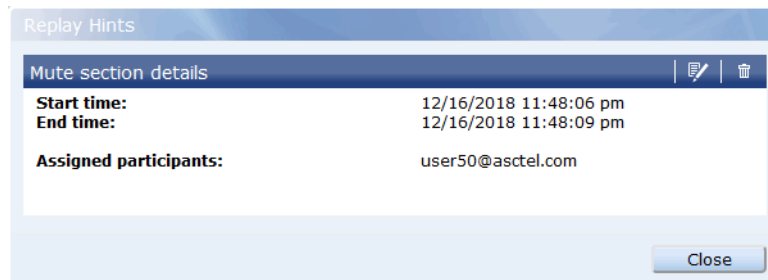 Replay Hints
Mute section details
Start time: 12/16/2018 11:48:06 pm
End time: 12/16/2018 11:48:09 pm
Assigned participants: user50@asctel.com
Close